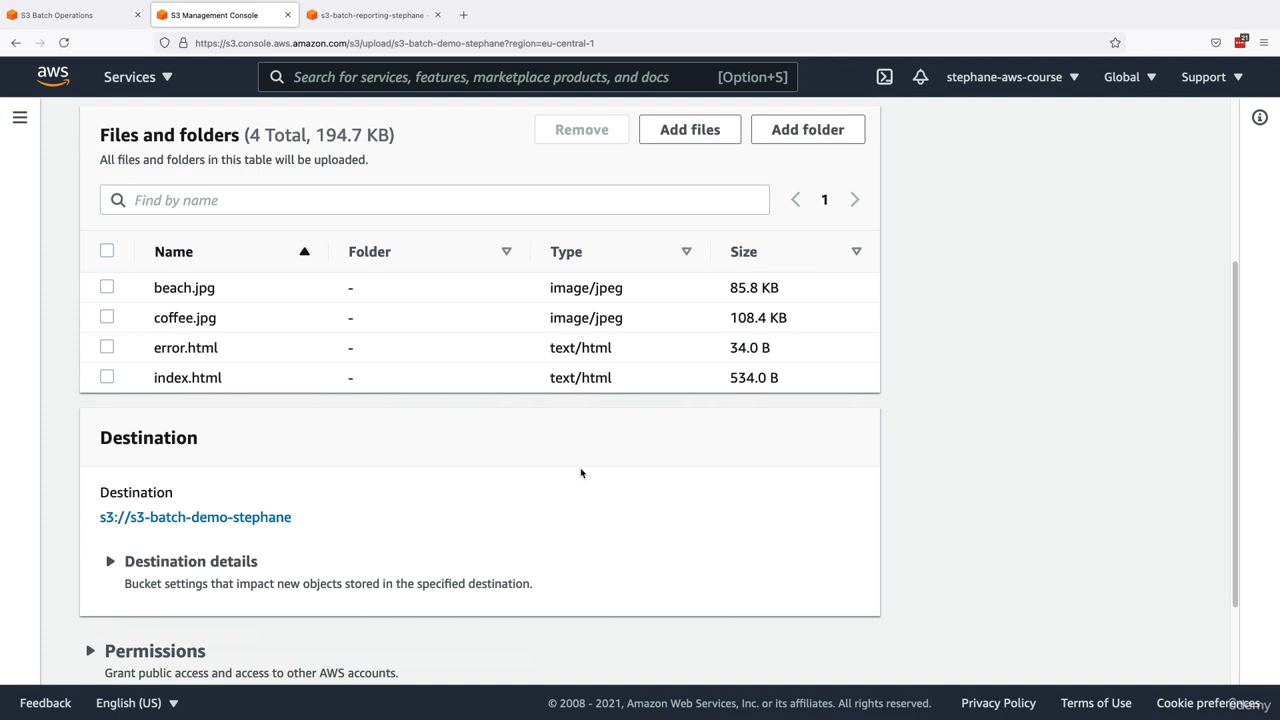 S3 Batch Operations
S3 Management Console
s3-batch-reporting-stephane
https://s3.console.aws.amazon.com/s3/upload/s3-batch-demo-stephane?region=eu-central-1
21
aws
Services
Search for services, features, marketplace products, and docs
[Option+S]
stephane-aws-course
Global
Support
Files and folders (4 Total, 194.7 KB)
Remove
Add files
Add folder
All files and folders in this table will be uploaded.
Find by name
1
Name Folder Type Size
beach.jpg - image/jpeg 85.8 KB
coffee.jpg - image/jpeg 108.4 KB
error.html - text/html 34.0 B
index.html - text/html 534.0 B
Destination
Destination
s3://s3-batch-demo-stephane
Destination details
Bucket settings that impact new objects stored in the specified destination.
Permissions
Grant public access and access to other AWS accounts.
Feedback
English (US)
© 2008 - 2021, Amazon Web Services, Inc. or its affiliates. All rights reserved.
Privacy Policy
Terms of Use
Cookie preferences
Udemy